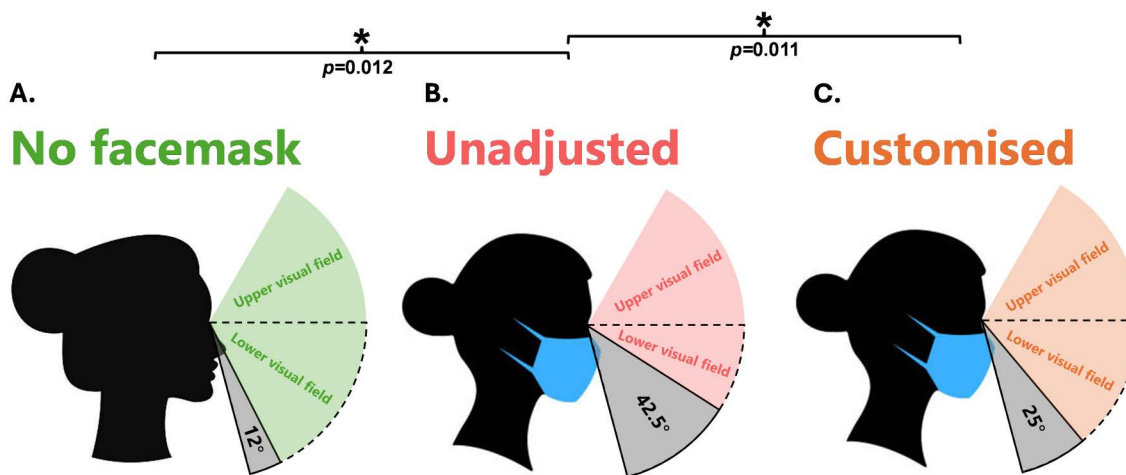 *
p=0.012
*
p=0.011
A.
No facemask
Upper visual field
Lower visual field
12°
B.
Unadjusted
Upper visual field
Lower visual field
42.5°
C.
Customised
Upper visual field
Lower visual field
25°